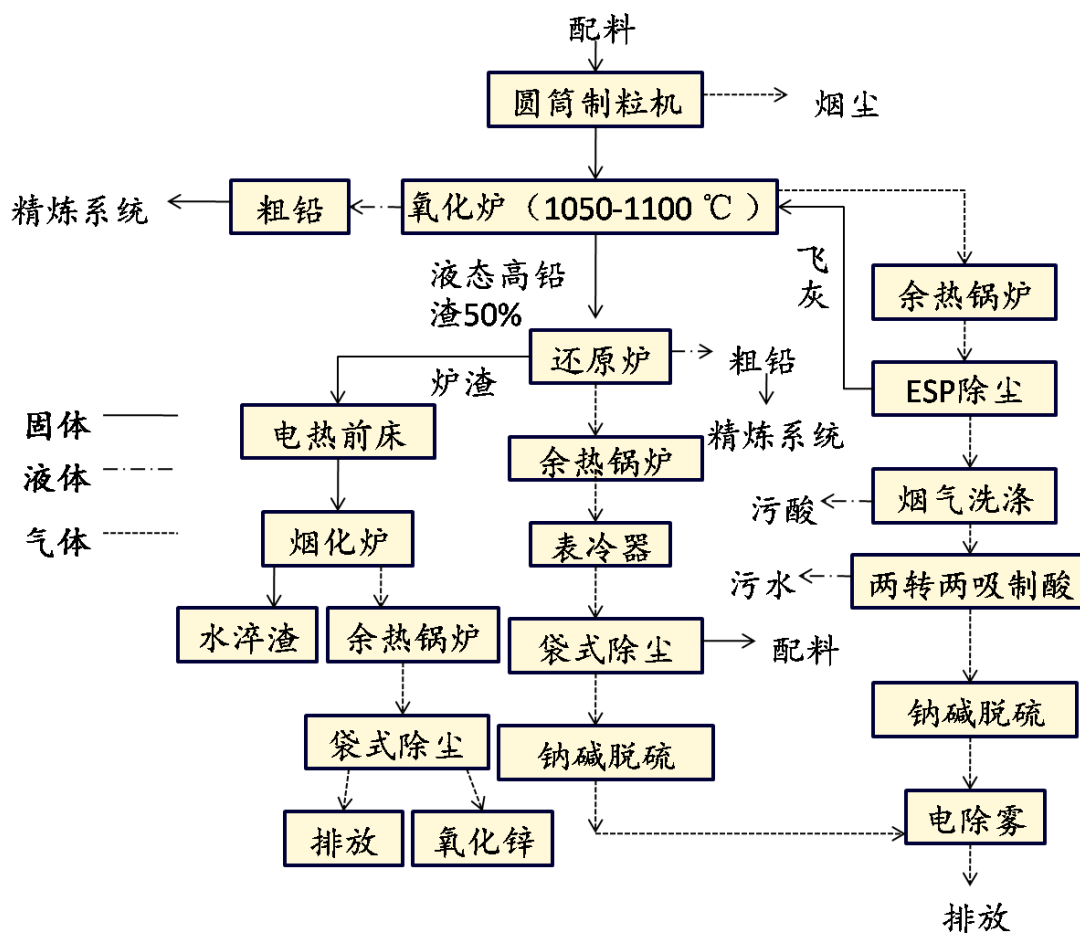 配料
圆筒制粒机
烟尘
精炼系统
粗铅
氧化炉（1050-1100 ℃ ）
液态高铅
渣50%
飞
灰
余热锅炉
还原炉
粗铅
炉渣
ESP除尘
固体
电热前床
精炼系统
余热锅炉
液体
污酸
烟气洗涤
气体
烟化炉
表冷器
污水
两转两吸制酸
水淬渣
余热锅炉
袋式除尘
配料
钠碱脱硫
袋式除尘
钠碱脱硫
排放
氧化锌
电除雾
排放